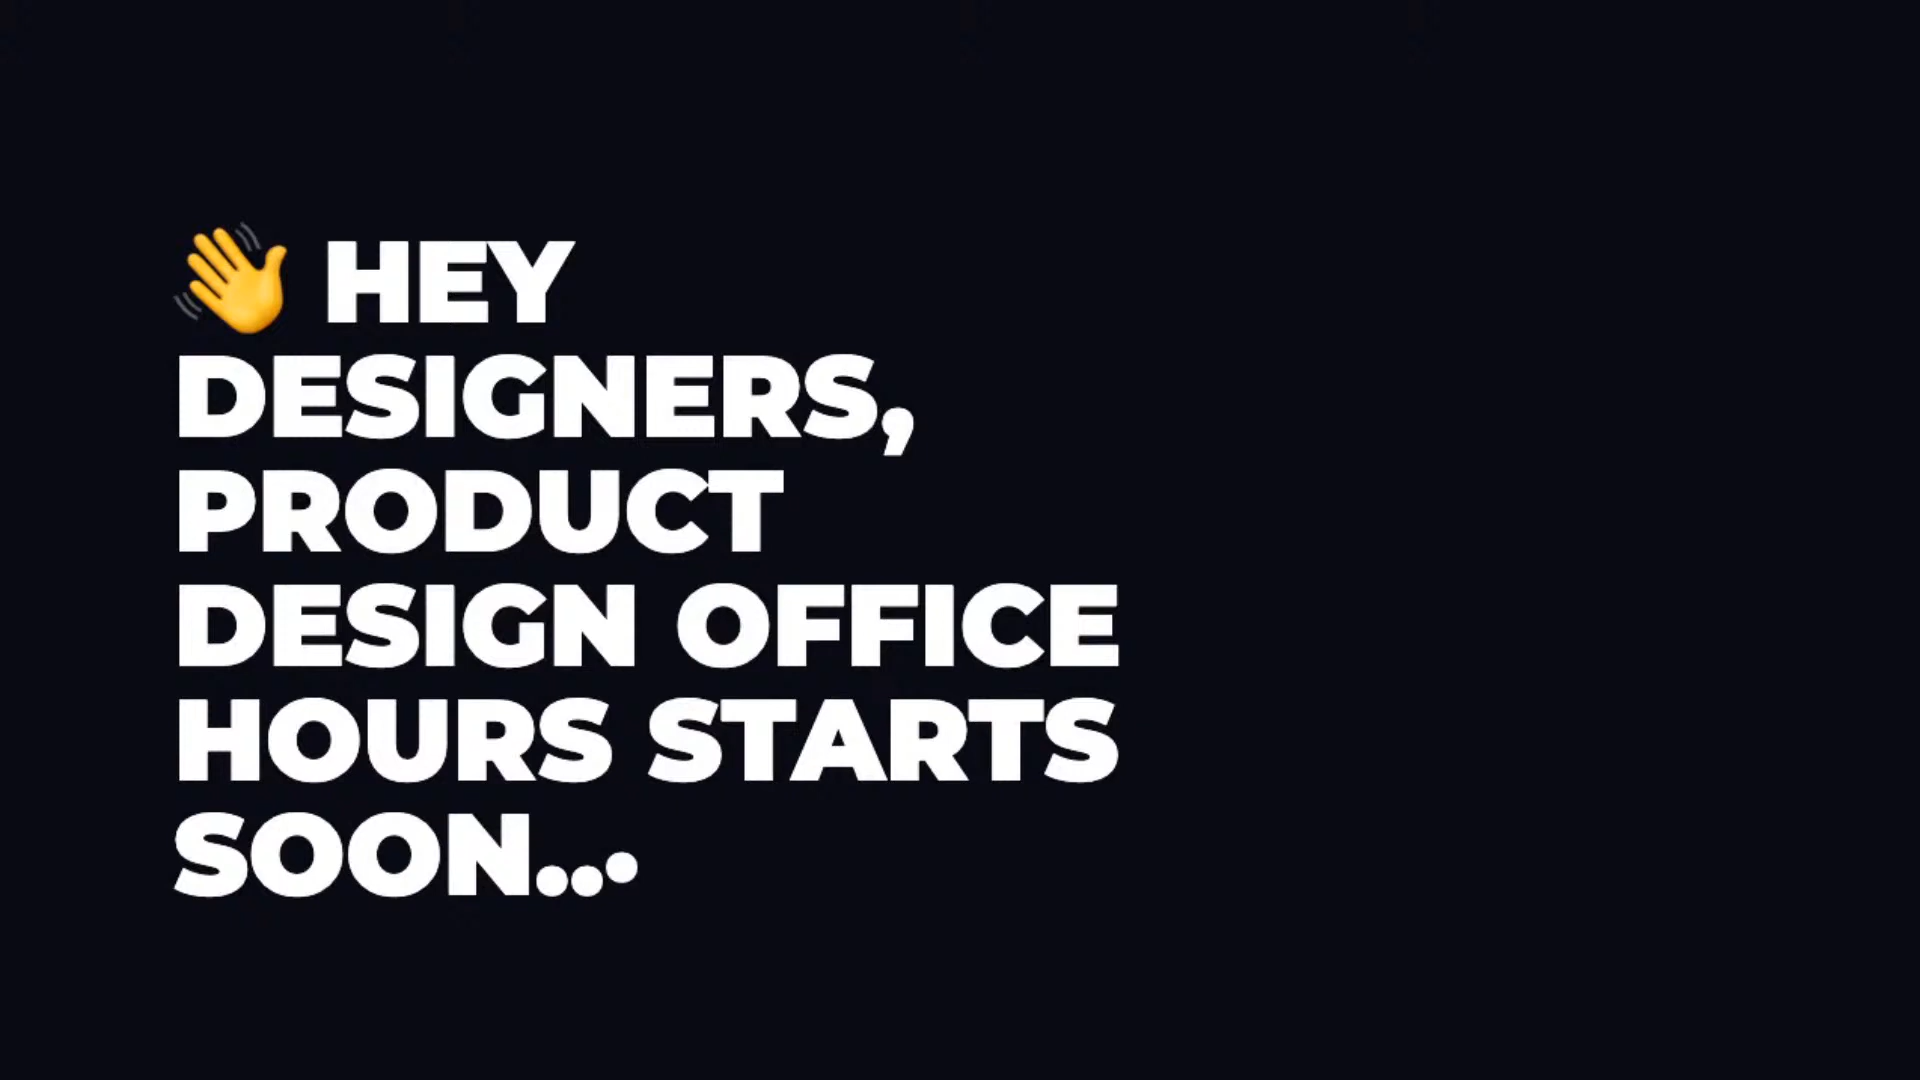 👋 HEY
DESIGNERS,
PRODUCT
DESIGN OFFICE
HOURS STARTS
SOON...